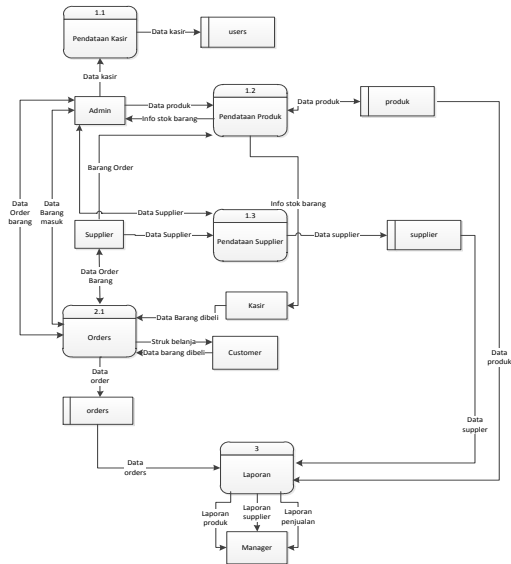 1.1
Pendataan Kasir
Data kasir
users
Data kasir
Admin
Data produk
Info stok barang
1.2
Pendataan Produk
Data produk
produk
Barang Order
Info stok barang
Data
Order
barang
Data
Barang
masuk
Data Supplier
Supplier
Data Supplier
1.3
Pendataan Supplier
Data supplier
supplier
Data Order
Barang
2.1
Orders
Data Barang dibeli
Kasir
Struk belanja
Data barang dibeli
Customer
Data
produk
Data
order
orders
Data
supplier
Data
orders
3
Laporan
Laporan
produk
Laporan
supplier
Laporan
penjualan
Manager